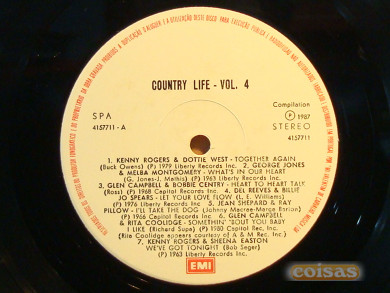 COUNTRY LIFE - VOL. 4
SPA
4157711 - A
Compilation
Ⓟ 1987
STEREO
4157711
1. KENNY ROGERS & DOTTIE WEST - TOGETHER AGAIN
(Buck Owens) Ⓟ 1979 Liberty Records Inc. 2. GEORGE JONES
& MELBA MONTGOMERY - WHAT'S IN OUR HEART
(G. Jones-J. Mathis) Ⓟ 1963 Liberty Records Inc.
3. GLEN CAMPBELL & BOBBIE CENTRY - HEART TO HEART TALK
(Ross) Ⓟ 1968 Capitol Records Inc. 4. DEL REEVES & BILLIE
JO SPEARS - LET YOUR LOVE FLOW (L. E. Williams)
Ⓟ 1976 Liberty Records Inc. 5. JEAN SHEPARD & RAY
PILLOW - I'LL TAKE THE DOG (Johnny Macrae-Marge Barton)
Ⓟ 1966 Capitol Records Inc. 6. GLEN CAMPBELL
& RITA COOLIDGE - SOMETHIN' 'BOUT YOU BABY
I LIKE (Richard Supa) Ⓟ 1980 Capitol Rec. Inc.
(Rita Coolidge appears courtesy of A & M Rec. Inc.)
7. KENNY ROGERS & SHEENA EASTON -
WE'VE GOT TONIGHT (Bob Seger)
Ⓟ 1963 Liberty Records Inc.
EMI
coisas